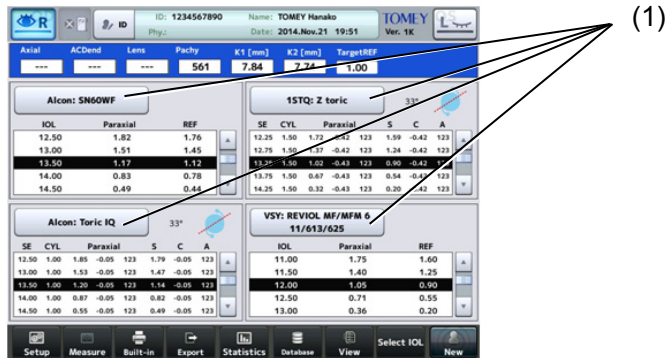 (1)
R
ID
ID: 1234567890 Name: TOMEY Hanako
Phy.: Date: 2014.Nov.21 19:51
TOMEY
Ver. 1K
Axial ACDend Lens Pachy K1 [mm] K2 [mm] TargetREF
--- --- --- 561 7.84 7.74 1.00
Alcon: SN60WF
IOL Paraxial REF
12.50 1.82 1.76
13.00 1.51 1.45
13.50 1.17 1.12
14.00 0.83 0.78
14.50 0.49 0.44
1STQ: Z toric
33°
SE CYL Paraxial S C A
12.25 1.50 1.72 -0.42 123 1.59 -0.42 123
12.75 1.50 1.37 -0.42 123 1.24 -0.42 123
13.25 1.50 1.02 -0.43 123 0.90 -0.42 123
13.75 1.50 0.67 -0.43 123 0.54 -0.42 123
14.25 1.50 0.32 -0.43 123 0.20 -0.42 123
Alcon: Toric IQ
33°
SE CYL Paraxial S C A
12.50 1.00 1.85 -0.05 123 1.79 -0.05 123
13.00 1.00 1.53 -0.05 123 1.47 -0.05 123
13.50 1.00 1.20 -0.05 123 1.14 -0.05 123
14.00 1.00 0.87 -0.05 123 0.82 -0.05 123
14.50 1.00 0.55 -0.05 123 0.49 -0.05 123
VSY: REVIOL MF/MFM 6
11/613/625
IOL Paraxial REF
11.00 1.75 1.60
11.50 1.40 1.25
12.00 1.05 0.90
12.50 0.71 0.55
13.00 0.36 0.20
Setup Measure Built-in Export Statistics Database View Select IOL New